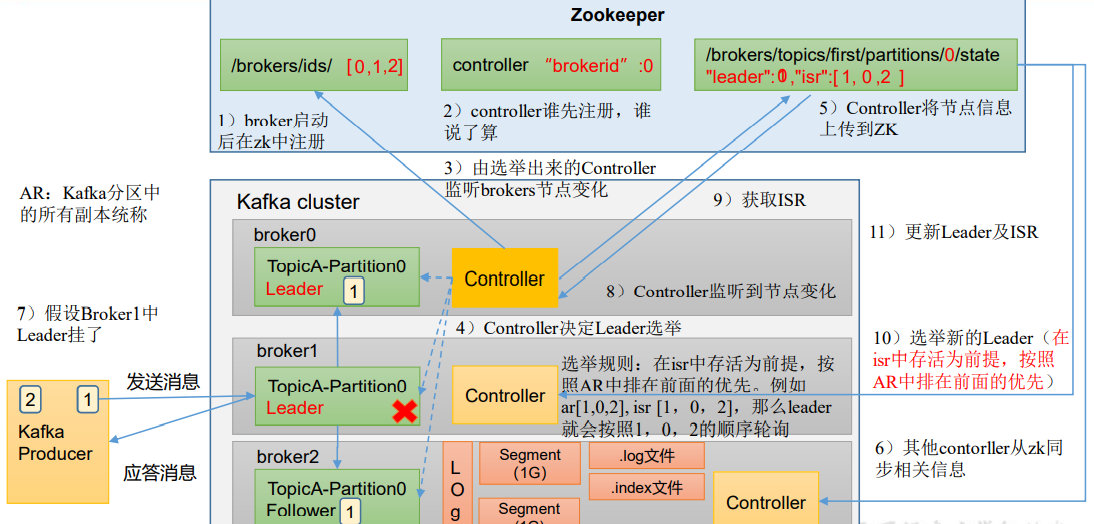 Zookeeper
/brokers/ids/ [0,1,2]
controller “brokerid” :0
/brokers/topics/first/partitions/0/state
"leader": ,"isr":[ 1, 0 ,2 ]
1）broker启动
后在zk中注册
2）controller谁先注册，谁
说了算
5）Controller将节点信息
上传到ZK
3）由选举出来的Controller
监听brokers节点变化
AR：Kafka分区中
的所有副本统称
Kafka cluster
9）获取ISR
11）更新Leader及ISR
broker0
TopicA-Partition0
Leader 1
Controller
8）Controller监听到节点变化
7）假设Broker1中
Leader挂了
4）Controller决定Leader选举
broker1
TopicA-Partition0
Leader
Controller
选举规则：在isr中存活为前提，按
照AR中排在前面的优先。例如
ar[1,0,2], isr [1，0，2]，那么leader
就会按照1，0，2的顺序轮询
10）选举新的Leader（在
isr中存活为前提，按照
AR中排在前面的优先）
发送消息
2 1
Kafka
Producer
应答消息
broker2
TopicA-Partition0
Follower 1
L
O
g
Segment
(1G)
Segment
.log文件
.index文件
Controller
6）其他contorller从zk同
步相关信息